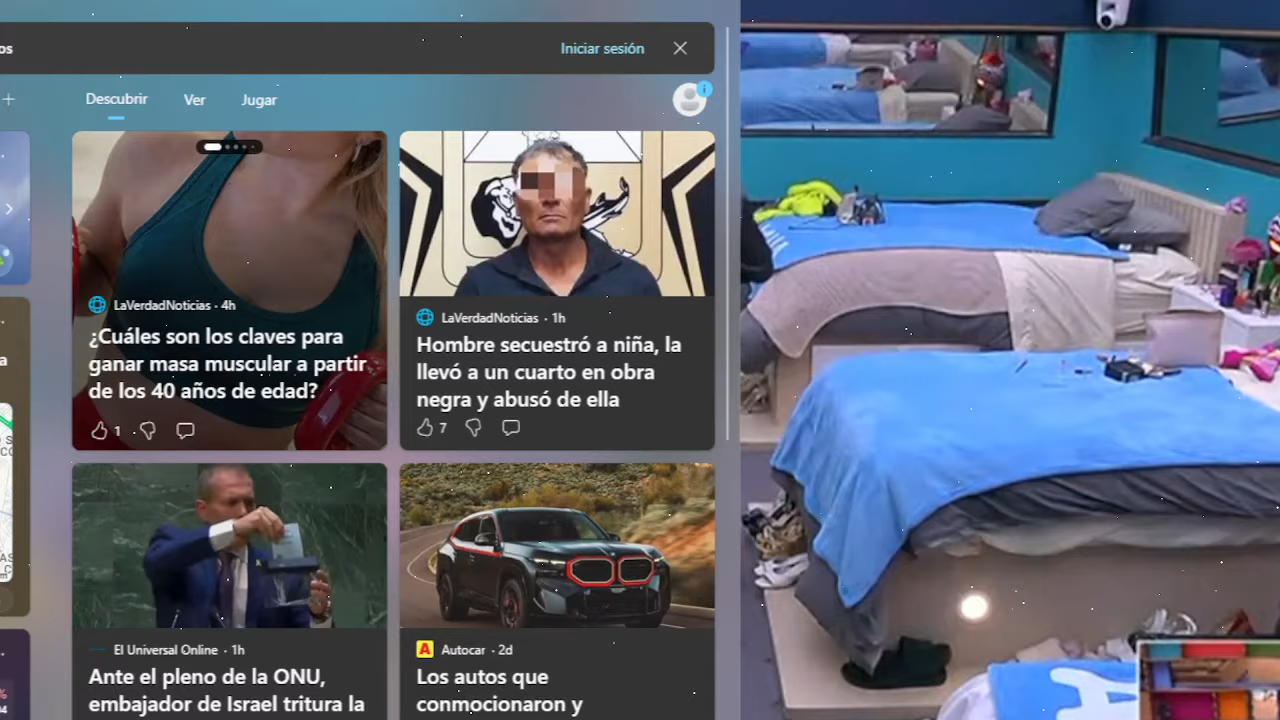 os
Iniciar sesión
Descubrir
Ver
Jugar
LaVerdadNoticias · 4h
¿Cuáles son los claves para
ganar masa muscular a partir
de los 40 años de edad?
1
LaVerdadNoticias · 1h
Hombre secuestró a niña, la
llevó a un cuarto en obra
negra y abusó de ella
7
El Universal Online · 1h
Ante el pleno de la ONU,
embajador de Israel tritura la
A Autocar · 2d
Los autos que
conmocionaron y